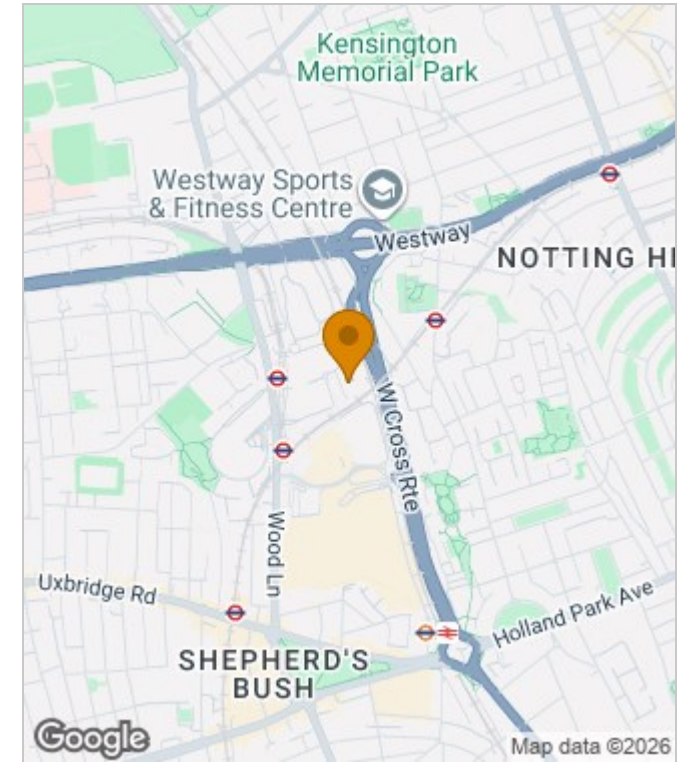 Kensington
Memorial Park
Westway Sports
& Fitness Centre
Westway
NOTTING HI
W Cross Rte
Wood Ln
Uxbridge Rd
Holland Park Ave
SHEPHERD'S
BUSH
Google
Map data ©2026